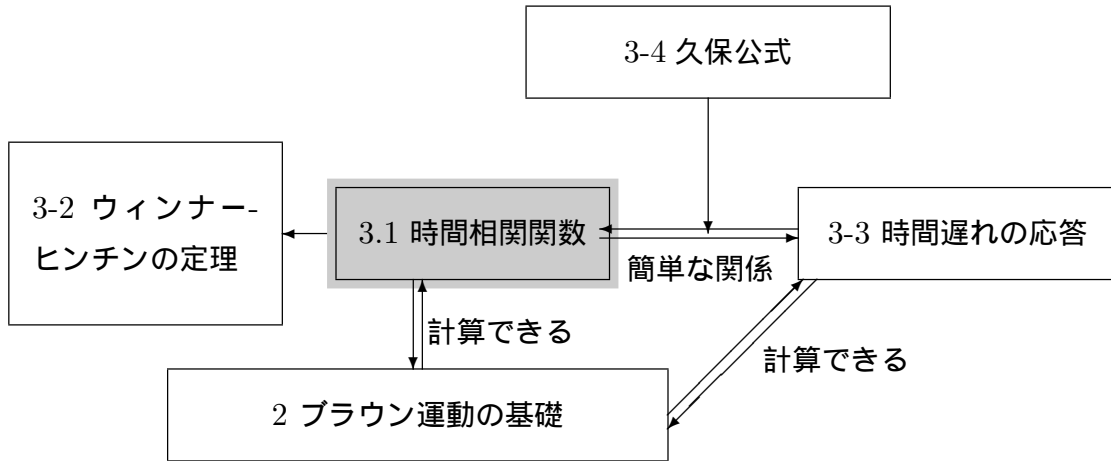 3-4 久保公式
3-2 ウィンナー-
ヒンチンの定理
3.1 時間相関関数
3-3 時間遅れの応答
簡単な関係
計算できる
計算できる
2 ブラウン運動の基礎